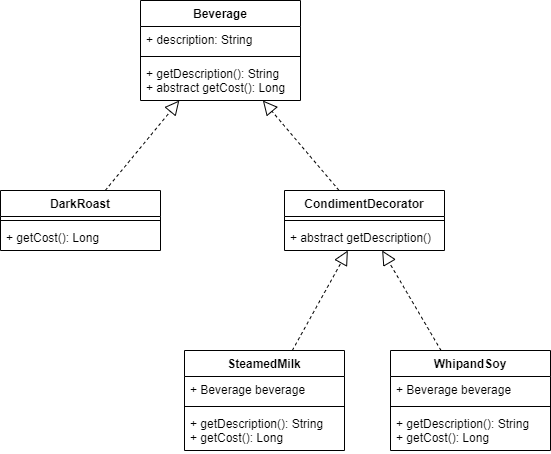 Beverage
+ description: String
+ getDescription(): String
+ abstract getCost(): Long
DarkRoast
+ getCost(): Long
CondimentDecorator
+ abstract getDescription()
SteamedMilk
+ Beverage beverage
+ getDescription(): String
+ getCost(): Long
WhipandSoy
+ Beverage beverage
+ getDescription(): String
+ getCost(): Long